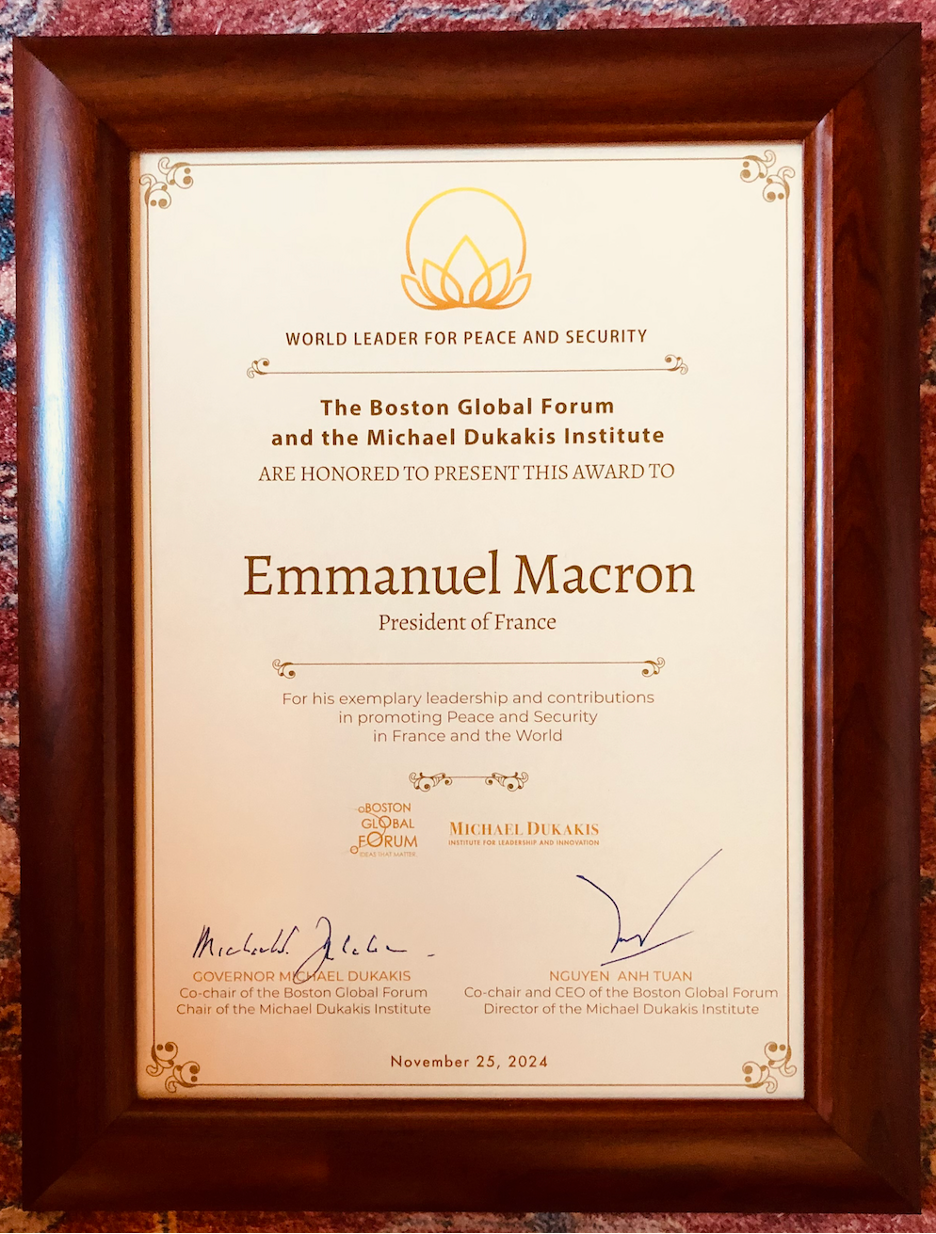 WORLD LEADER FOR PEACE AND SECURITY
The Boston Global Forum
and the Michael Dukakis Institute
ARE HONORED TO PRESENT THIS AWARD TO
Emmanuel Macron
President of France
For his exemplary leadership and contributions
in promoting Peace and Security
in France and the World
BOSTON
GLOBAL
FORUM
IDEAS THAT MATTER
MICHAEL DUKAKIS
INSTITUTE FOR LEADERSHIP AND INNOVATION
GOVERNOR MICHAEL DUKAKIS
Co-chair of the Boston Global Forum
Chair of the Michael Dukakis Institute
NGUYEN ANH TUAN
Co-chair and CEO of the Boston Global Forum
Director of the Michael Dukakis Institute
November 25, 2024